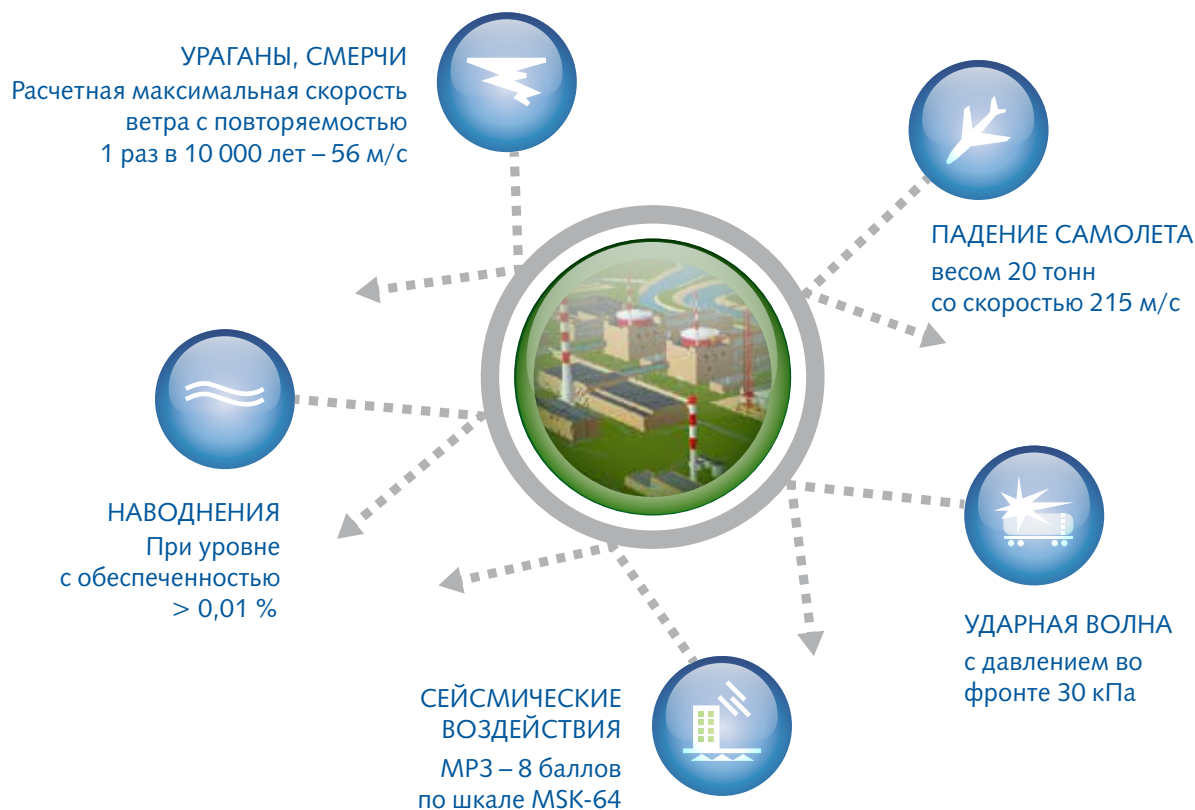 УРАГАНЫ, СМЕРЧИ
Расчетная максимальная скорость
ветра с повторяемостью
1 раз в 10 000 лет – 56 м/с
ПАДЕНИЕ САМОЛЕТА
весом 20 тонн
со скоростью 215 м/с
НАВОДНЕНИЯ
При уровне
с обеспеченностью
> 0,01 %
УДАРНАЯ ВОЛНА
с давлением во
фронте 30 кПа
СЕЙСМИЧЕСКИЕ
ВОЗДЕЙСТВИЯ
МРЗ – 8 баллов
по шкале MSK-64